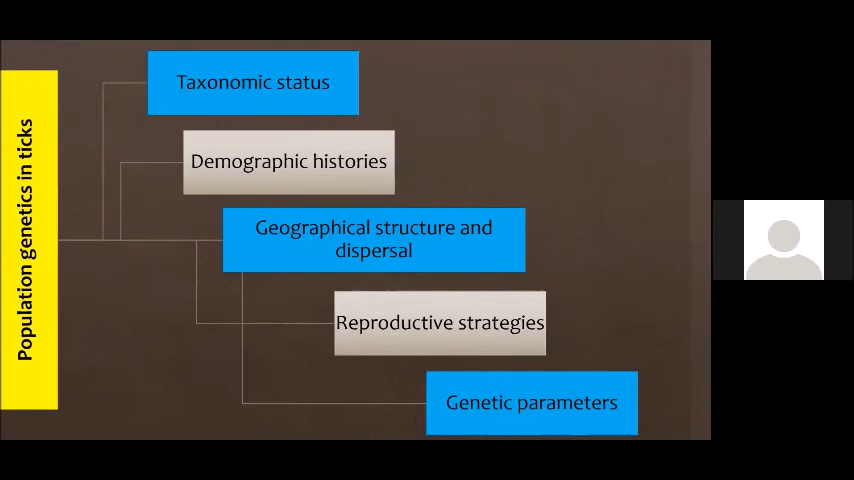 Population genetics in ticks
Taxonomic status
Demographic histories
Geographical structure and
dispersal
Reproductive strategies
Genetic parameters